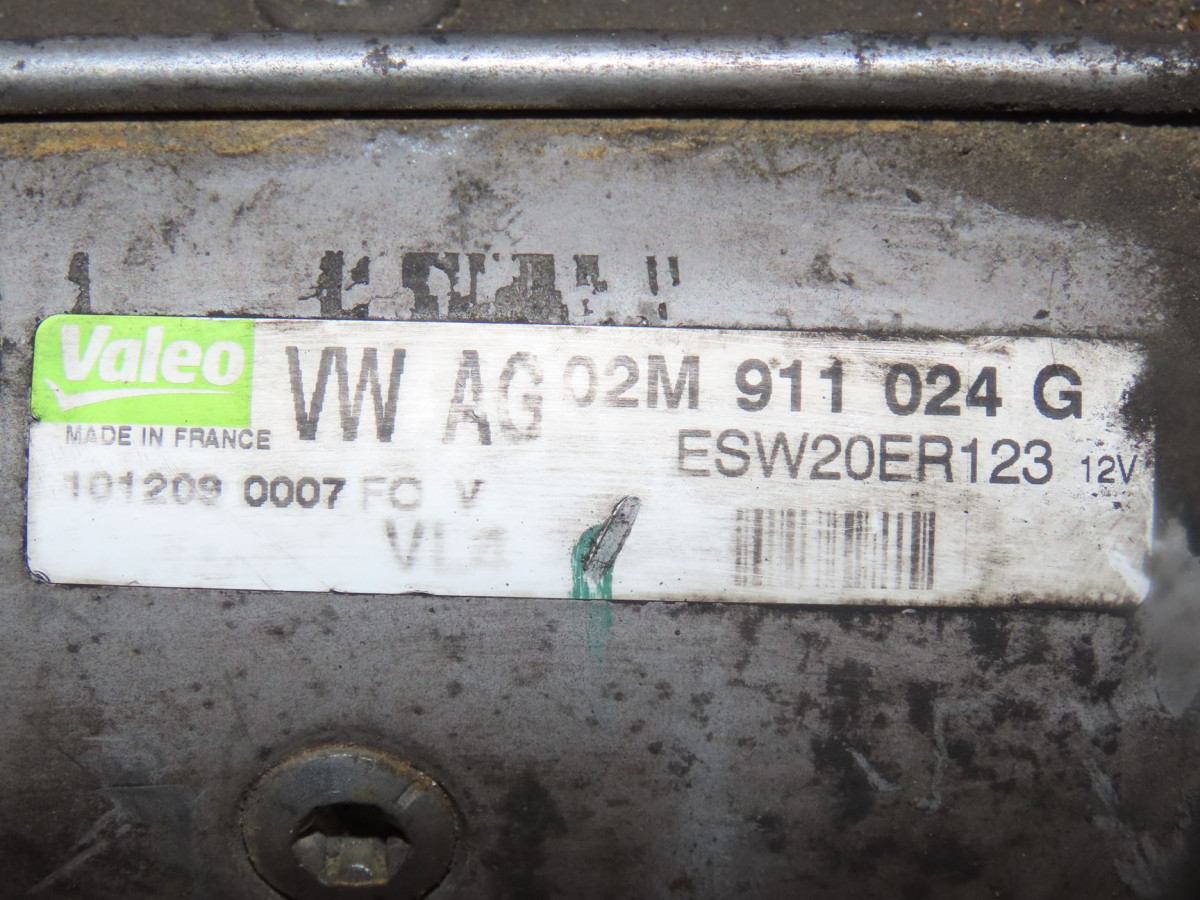 Valeo VW AG 02M 911 024 G
MADE IN FRANCE ESW20ER123 12V
101209 0007 FC V